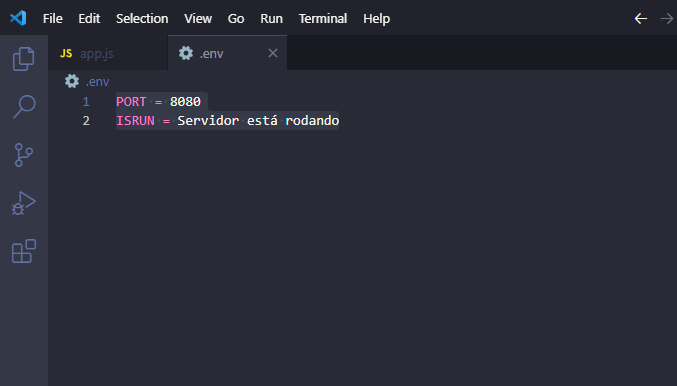 File Edit Selection View Go Run Terminal Help
JS app.js .env
.env
1 PORT = 8080
2 ISRUN = Servidor está rodando